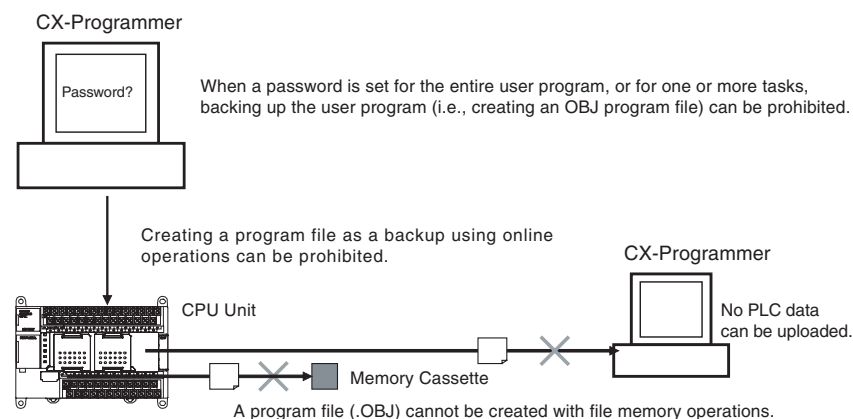 CX-Programmer
Password?
When a password is set for the entire user program, or for one or more tasks,
backing up the user program (i.e., creating an OBJ program file) can be prohibited.
Creating a program file as a backup using online
operations can be prohibited.
CX-Programmer
CPU Unit
No PLC data
can be uploaded.
Memory Cassette
A program file (.OBJ) cannot be created with file memory operations.